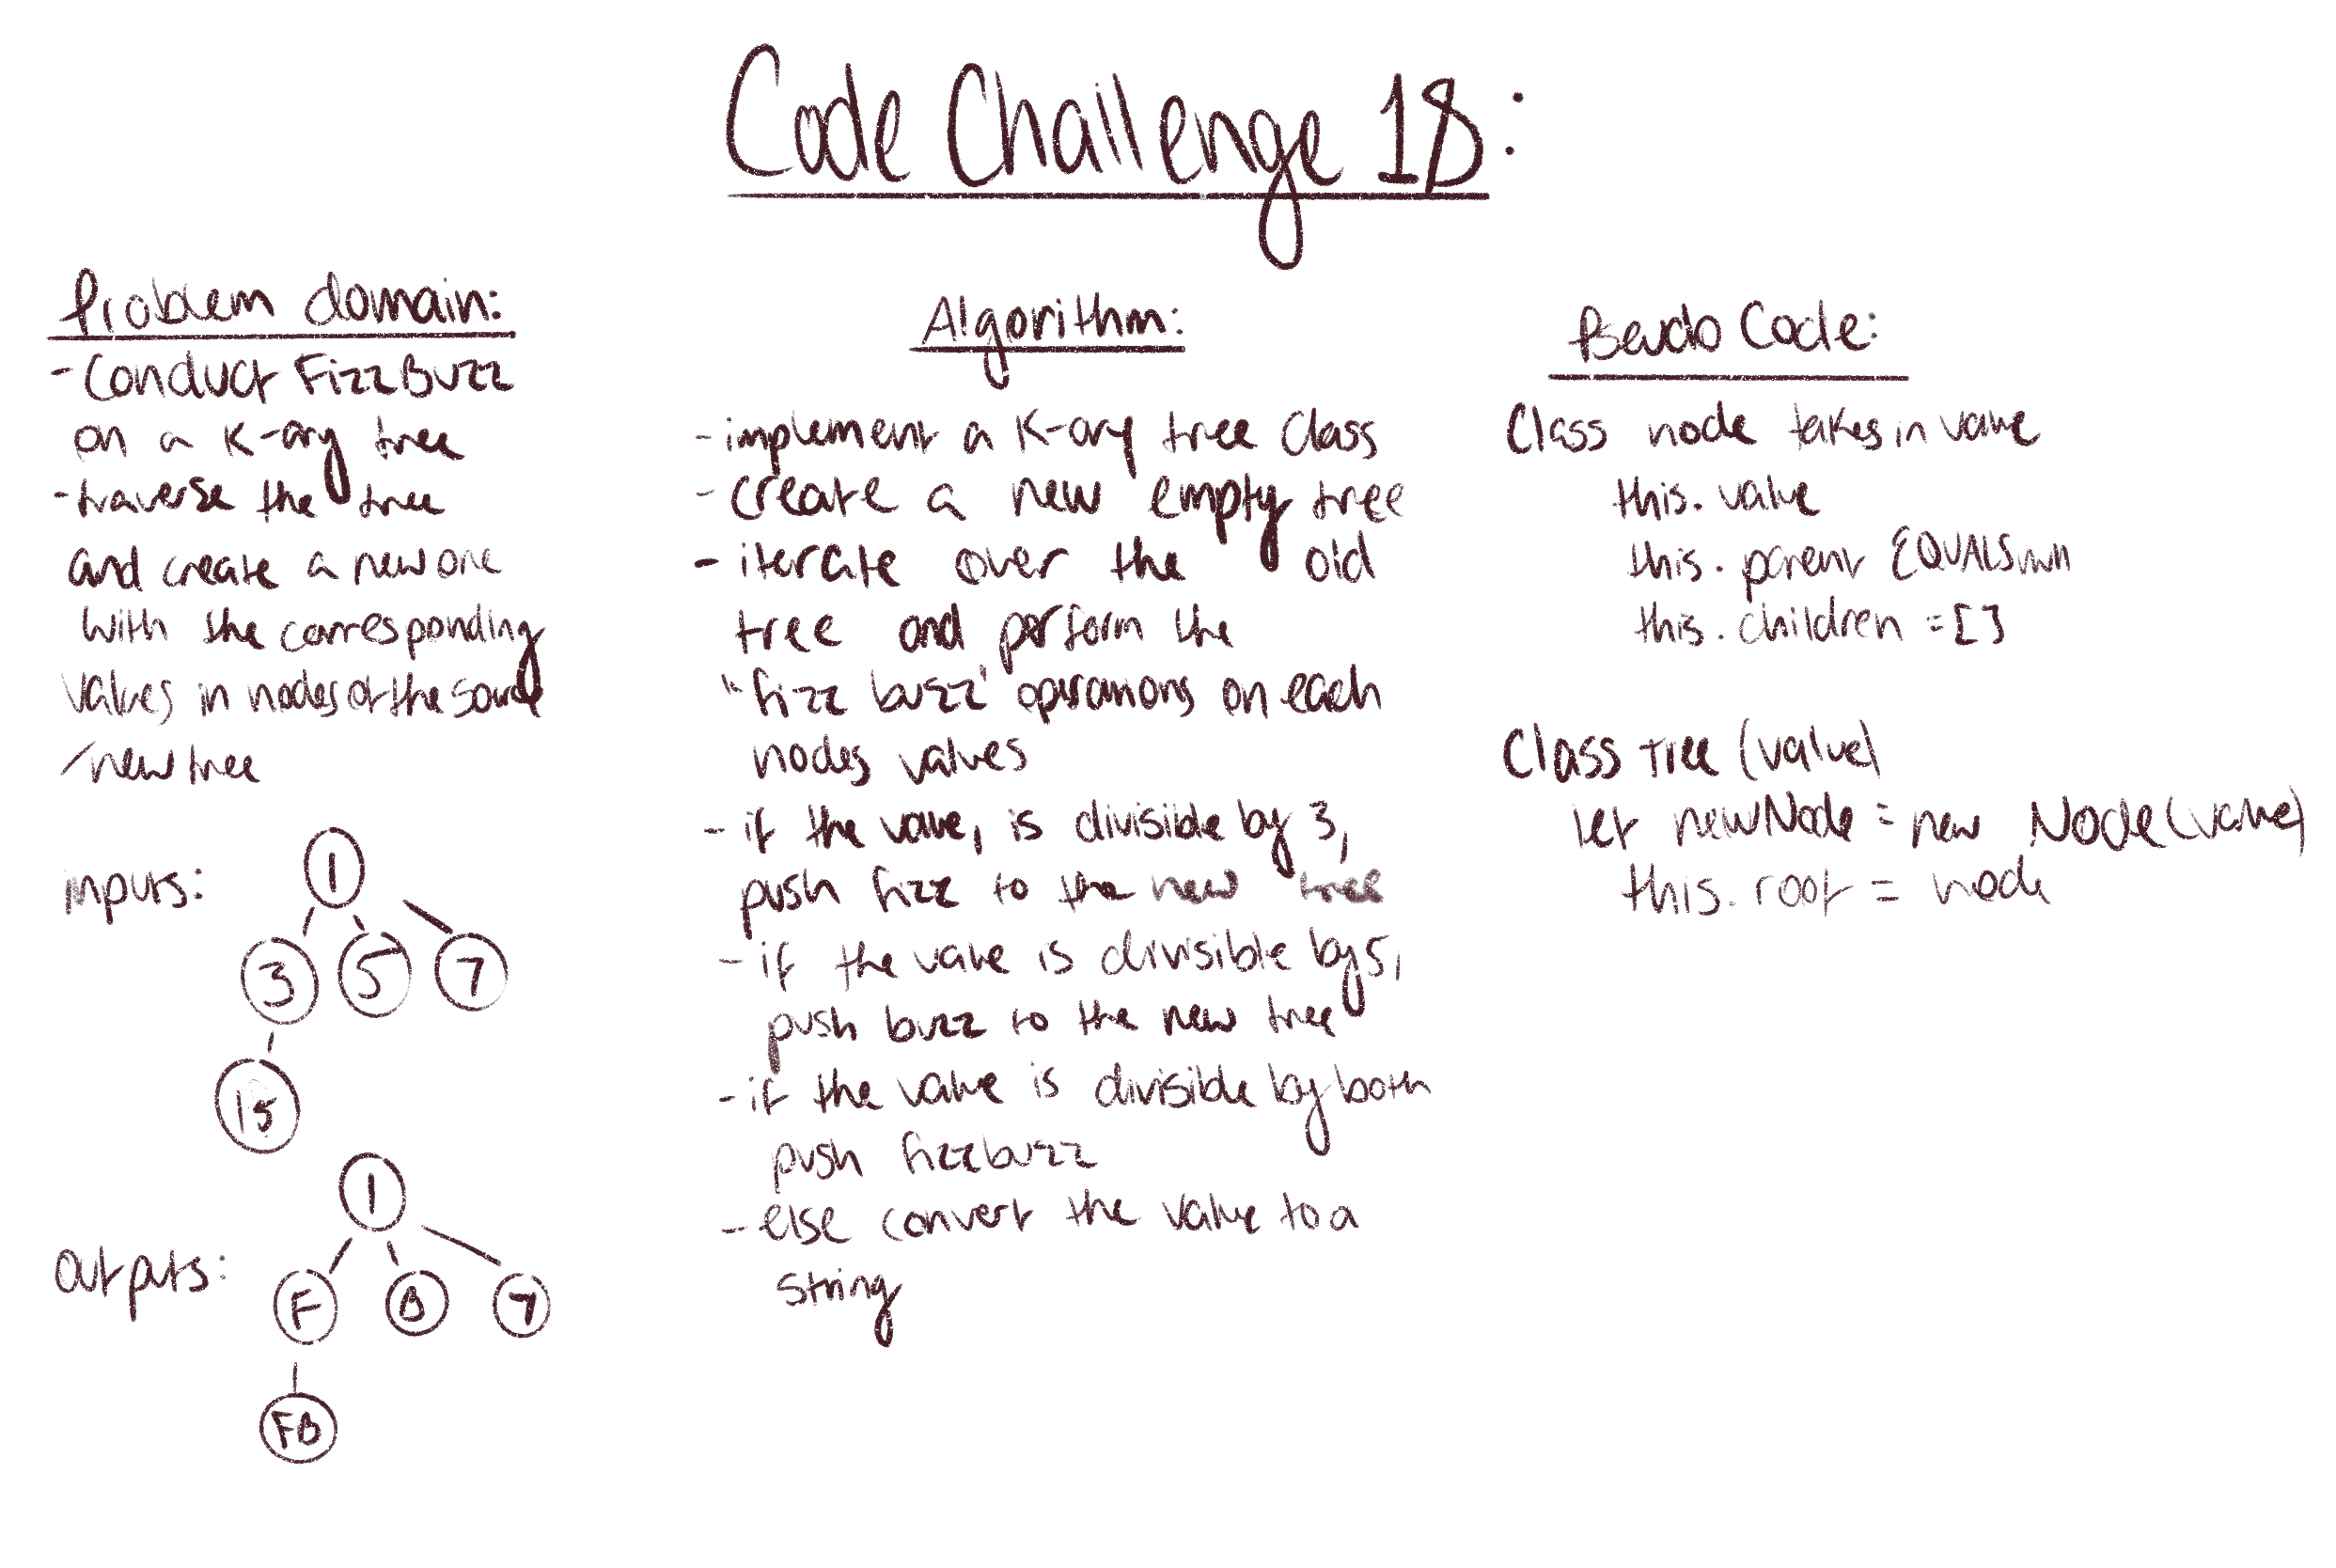 Code Challenge 18:
Problem domain:
- Conduct FizzBuzz
on a K-ary tree
- traverse the tree
and create a new one
with the corresponding
values in nodes of the source
/new tree
inputs:
1
3 5 7
15
outputs:
1
F B 7
FB
Algorithm:
- implement a K-ary tree Class
- create a new empty tree
- iterate over the old
tree and perform the
"fizz buzz" operations on each
nodes values
- if the value, is divisible by 3,
push fizz to the new tree
- if the value is divisible by 5,
push buzz to the new tree
- if the value is divisible by both
push fizzbuzz
- else convert the value to a
string
Pseudo Code:
Class node takes in value
this.value
this.parent EQUALS
this.children = []
Class Tree (value)
let newNode = new Node(value)
this.root = node